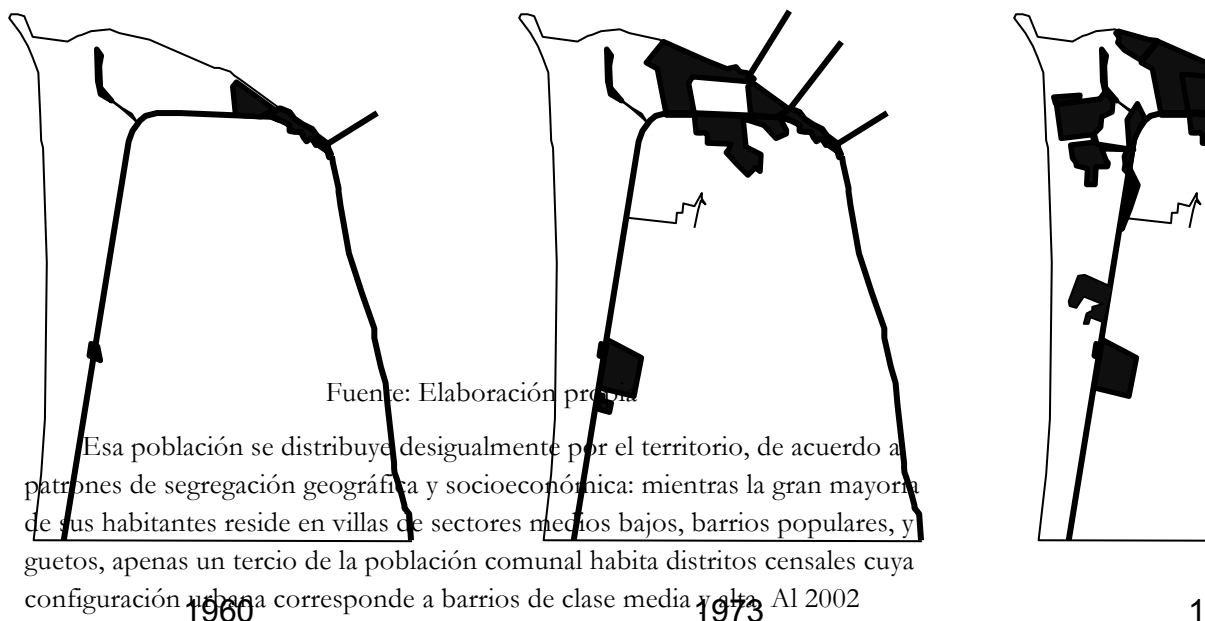 Fuente: Elaboración propia
Esa población se distribuye desigualmente por el territorio, de acuerdo a
patrones de segregación geográfica y socioeconómica: mientras la gran mayoría
de sus habitantes reside en villas de sectores medios bajos, barrios populares, y
guetos, apenas un tercio de la población comunal habita distritos censales cuya
configuración urbana corresponde a barrios de clase media y alta. Al 2002
1960 1973 1